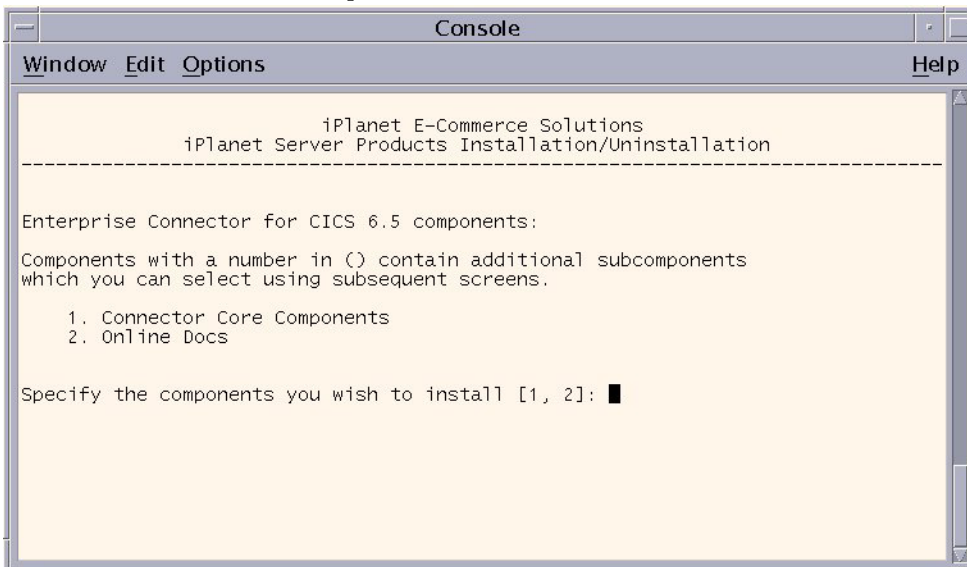 Console
Window Edit Options Help
iPlanet E-Commerce Solutions
iPlanet Server Products Installation/Uninstallation
--------------------------------------------------------------------------------
Enterprise Connector for CICS 6.5 components:
Components with a number in () contain additional subcomponents
which you can select using subsequent screens.
1. Connector Core Components
2. Online Docs
Specify the components you wish to install [1, 2]: